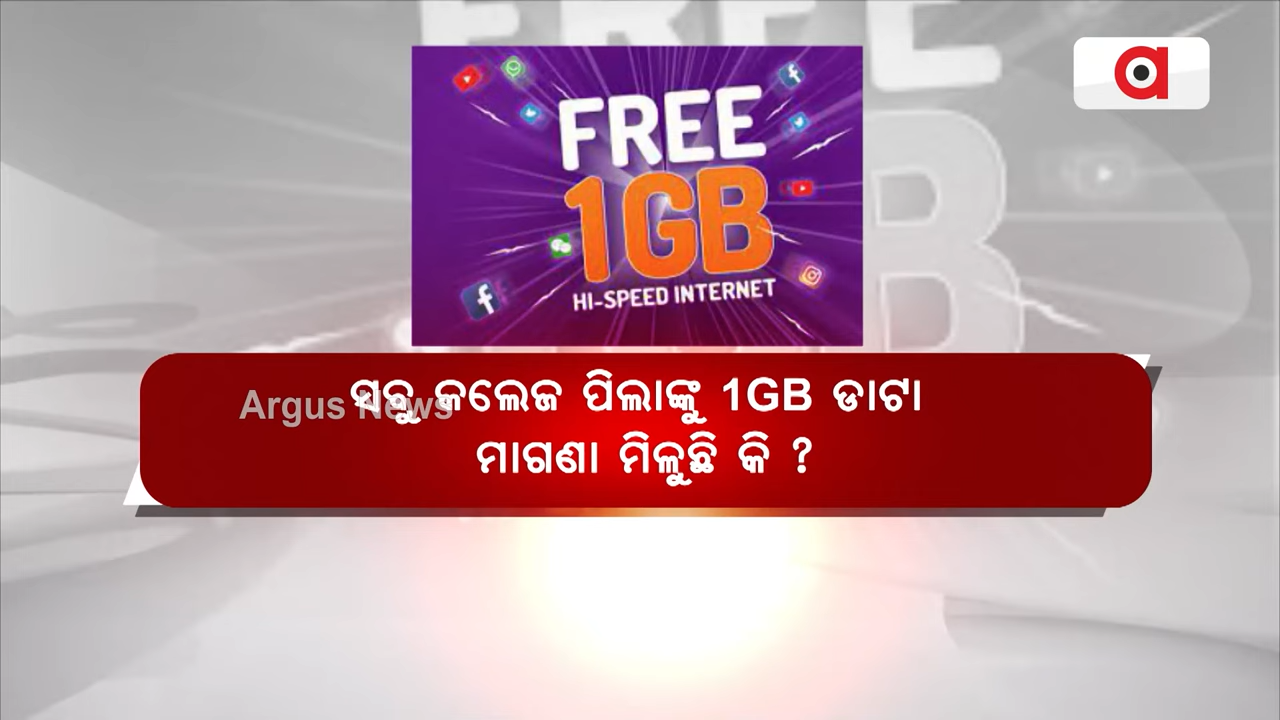 FREE
1GB
HI-SPEED INTERNET
ସବୁ କଲେଜ ପିଲାଙ୍କୁ 1GB ଡାଟା
ମାଗଣା ମିଳୁଛି କି ?
Argus News